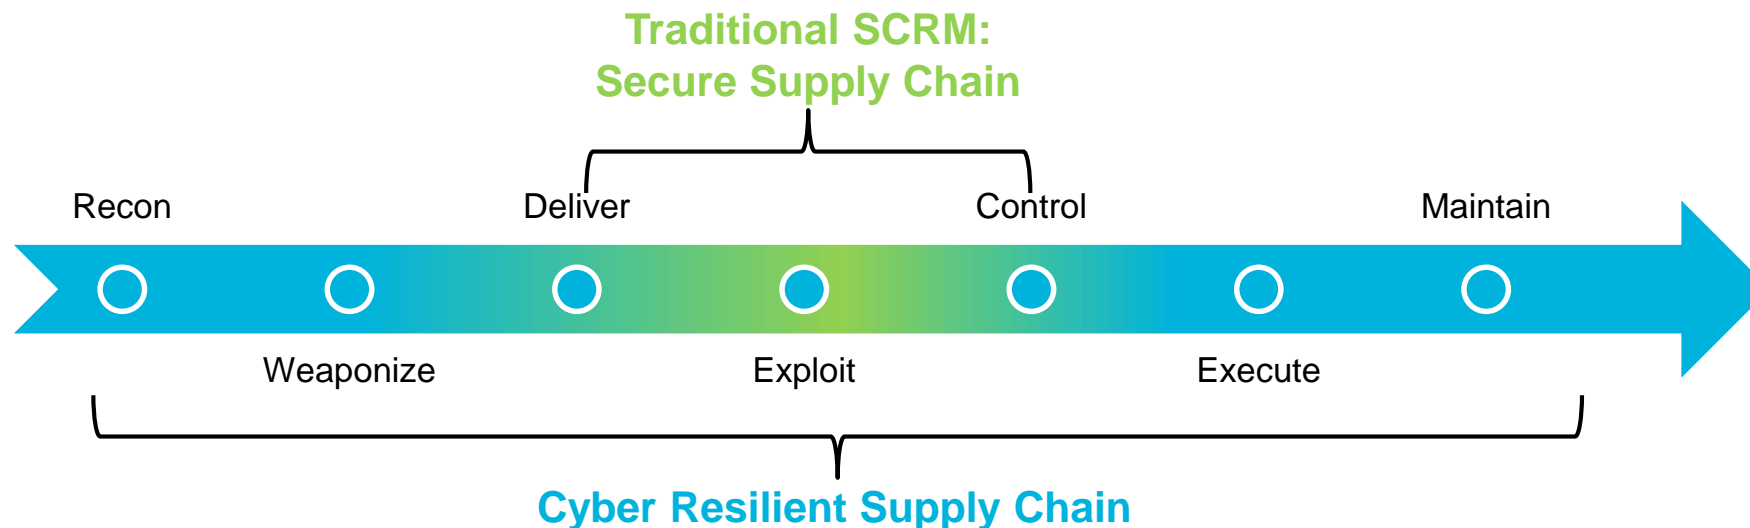 Traditional SCRM:
Secure Supply Chain
Recon
Deliver
Control
Maintain
Weaponize
Exploit
Execute
Cyber Resilient Supply Chain